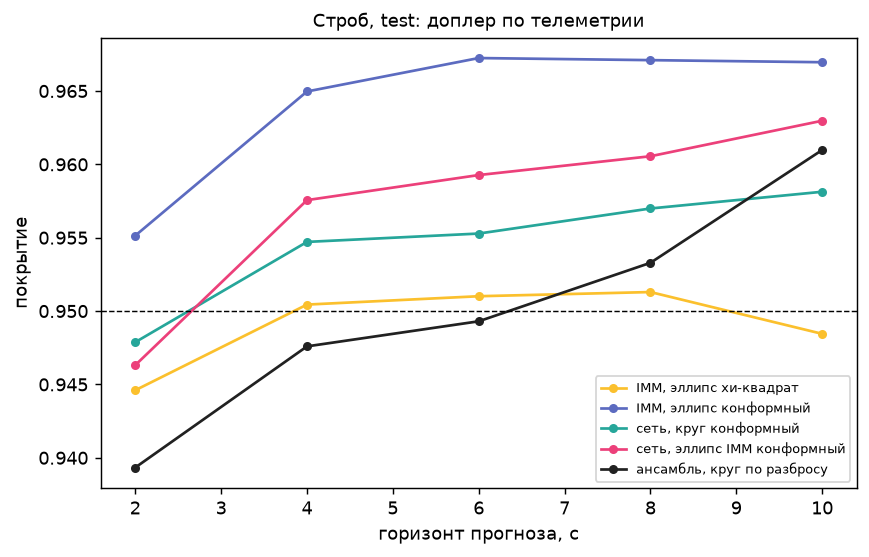 Строб, test: доплер по телеметрии
покрытие
0.965
0.960
0.955
0.950
0.945
0.940
2 3 4 5 6 7 8 9 10
горизонт прогноза, с
IMM, эллипс хи-квадрат
IMM, эллипс конформный
сеть, круг конформный
сеть, эллипс IMM конформный
ансамбль, круг по разбросу